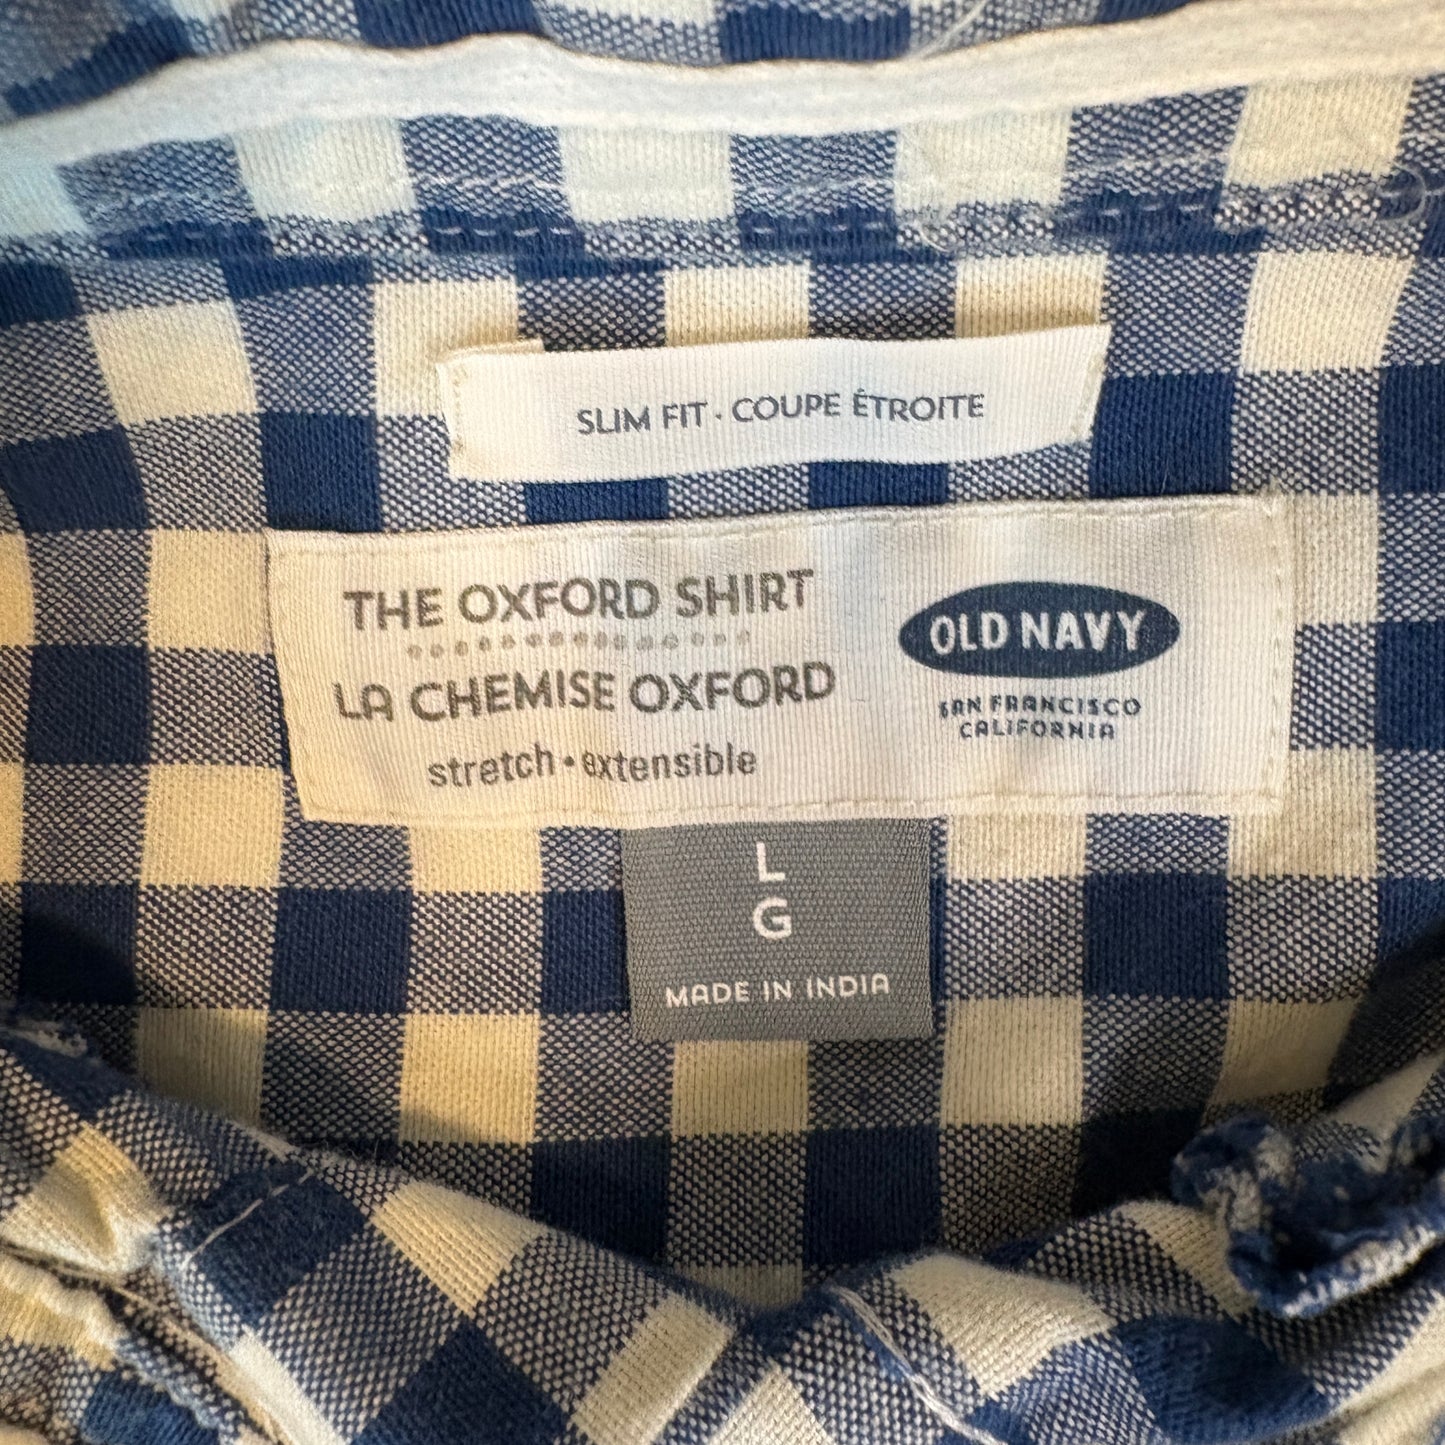 SLIM FIT · COUPE ÉTROITE
THE OXFORD SHIRT
LA CHEMISE OXFORD
stretch • extensible
OLD NAVY
SAN FRANCISCO
CALIFORNIA
L
G
MADE IN INDIA